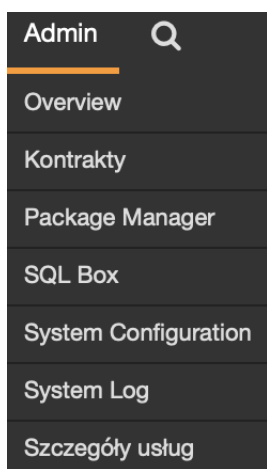 Admin
Overview
Kontrakty
Package Manager
SQL Box
System Configuration
System Log
Szczegóły usług